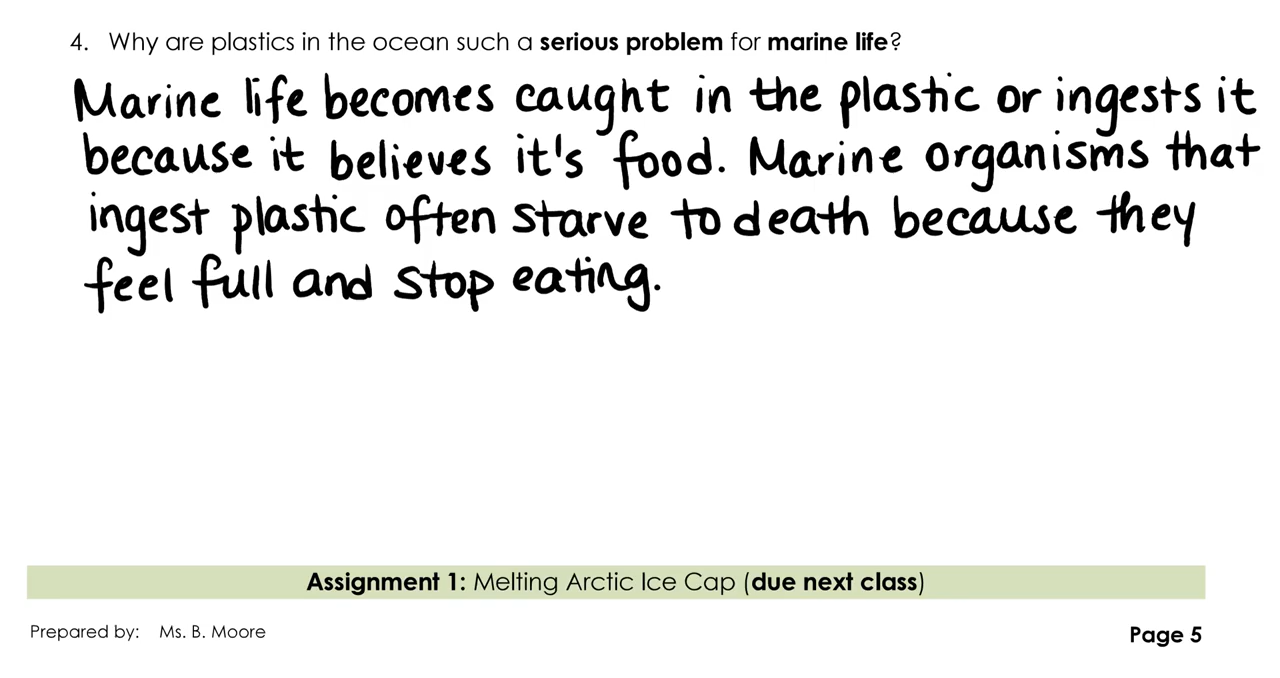 4. Why are plastics in the ocean such a serious problem for marine life?
Marine life becomes caught in the plastic or ingests it
because it believes it's food. Marine organisms that
ingest plastic often starve to death because they
feel full and stop eating.
Assignment 1: Melting Arctic Ice Cap (due next class)
Prepared by: Ms. B. Moore
Page 5